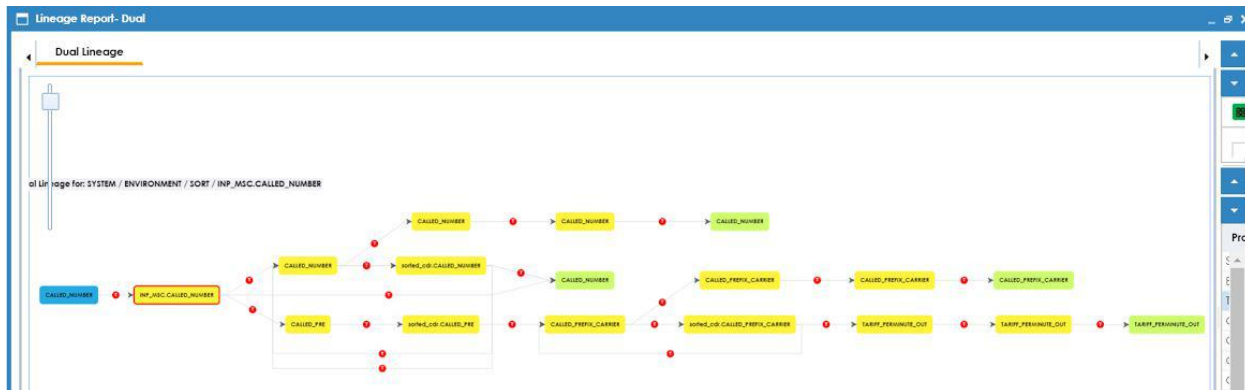 Lineage Report- Dual
Dual Lineage
al Lineage for: SYSTEM / ENVIRONMENT / SORT / INP_MSC.CALLED_NUMBER
CALLED_NUMBER CALLED_NUMBER CALLED_NUMBER
CALLED_NUMBER sorted_cdr.CALLED_NUMBER
CALLED_NUMBER CALLED_PREFIX_CARRIER CALLED_PREFIX_CARRIER CALLED_PREFIX_CARRIER
CALLED_NUMBER INP_MSC.CALLED_NUMBER
CALLED_PRE sorted_cdr.CALLED_PRE CALLED_PREFIX_CARRIER sorted_cdr.CALLED_PREFIX_CARRIER TARIFF_PERMINUTE_OUT TARIFF_PERMINUTE_OUT TARIFF_PERMINUTE_OUT
Pro